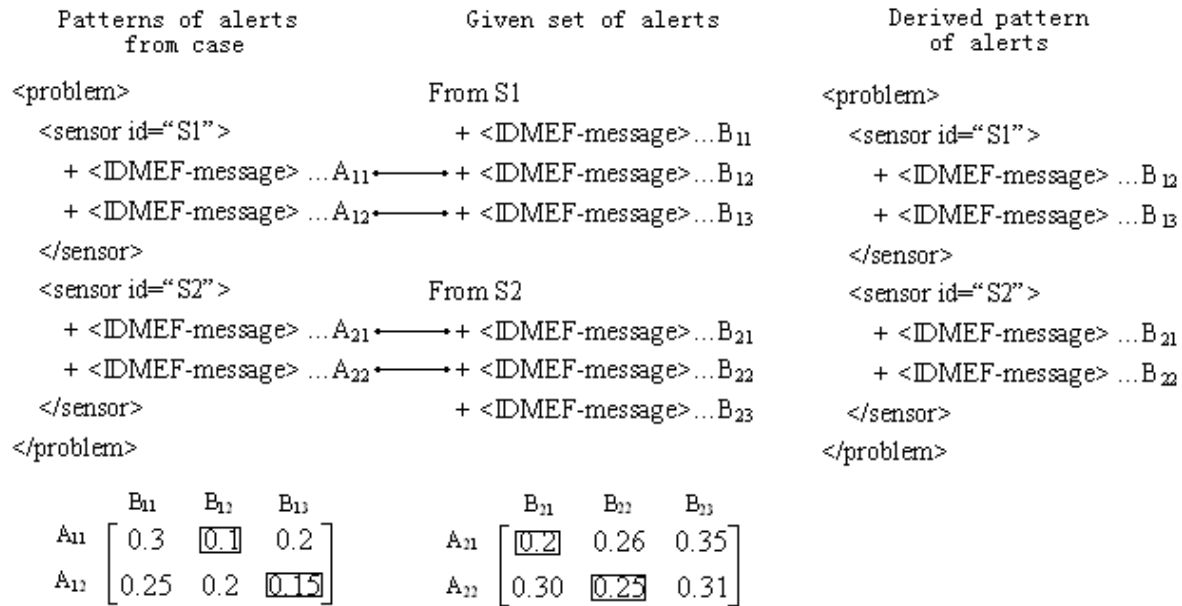 Patterns of alerts
from case
<problem>
<sensor id=“S1”>
+ <IDMEF-message> ...A11
+ <IDMEF-message> ...A12
</sensor>
<sensor id=“S2”>
+ <IDMEF-message> ...A21
+ <IDMEF-message> ...A22
</sensor>
</problem>
Given set of alerts
From S1
+ <IDMEF-message>...B11
+ <IDMEF-message>...B12
+ <IDMEF-message>...B13
From S2
+ <IDMEF-message>...B21
+ <IDMEF-message>...B22
+ <IDMEF-message>...B23
Derived pattern
of alerts
<problem>
<sensor id=“S1”>
+ <IDMEF-message> ...B12
+ <IDMEF-message> ...B13
</sensor>
<sensor id=“S2”>
+ <IDMEF-message> ...B21
+ <IDMEF-message> ...B22
</sensor>
</problem>
B11 B12 B13
A11 0.3 0.1 0.2
A12 0.25 0.2 0.15
B21 B22 B23
A21 0.2 0.26 0.35
A22 0.30 0.25 0.31